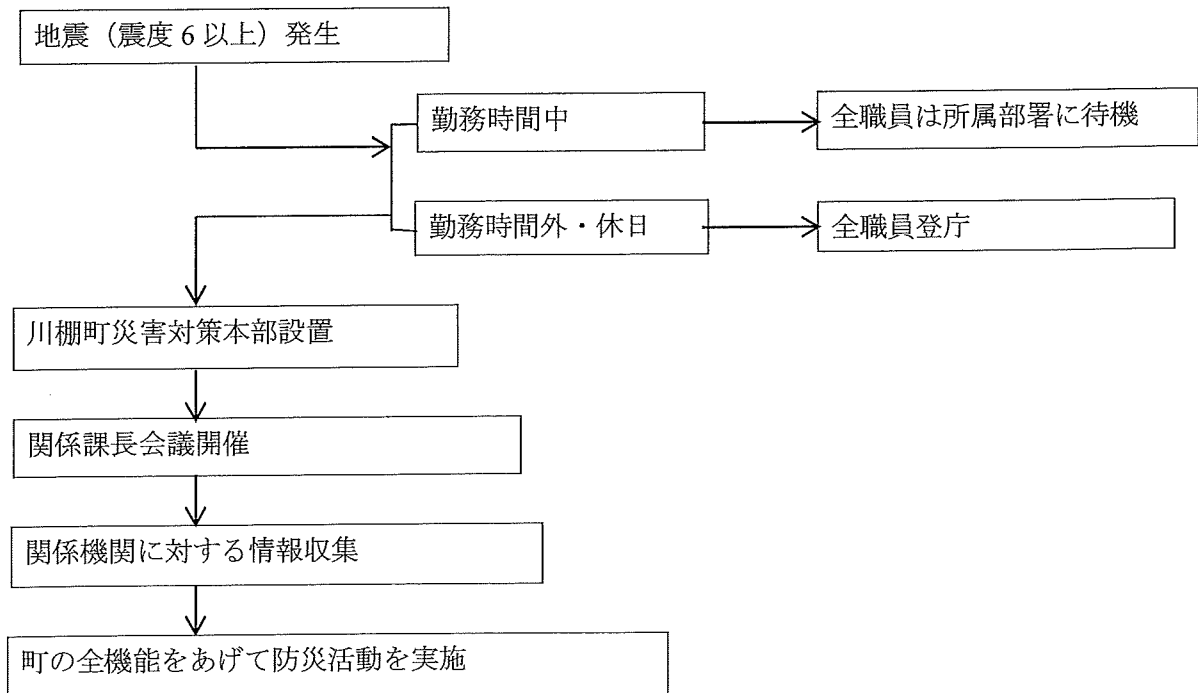 地震（震度6以上）発生
勤務時間中
全職員は所属部署に待機
勤務時間外・休日
全職員登庁
川棚町災害対策本部設置
関係課長会議開催
関係機関に対する情報収集
町の全機能をあげて防災活動を実施